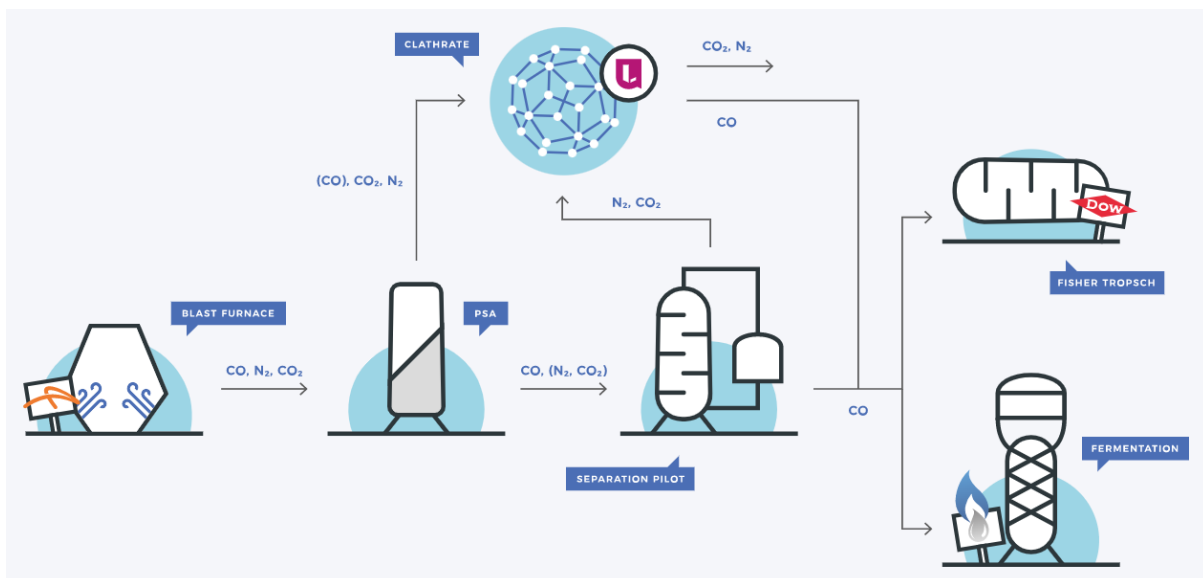 CLATHRATE
CO₂, N₂
CO
(CO), CO₂, N₂
N₂, CO₂
Dow
FISHER TROPSCH
BLAST FURNACE
PSA
CO, N₂, CO₂
CO, (N₂, CO₂)
CO
FERMENTATION
SEPARATION PILOT